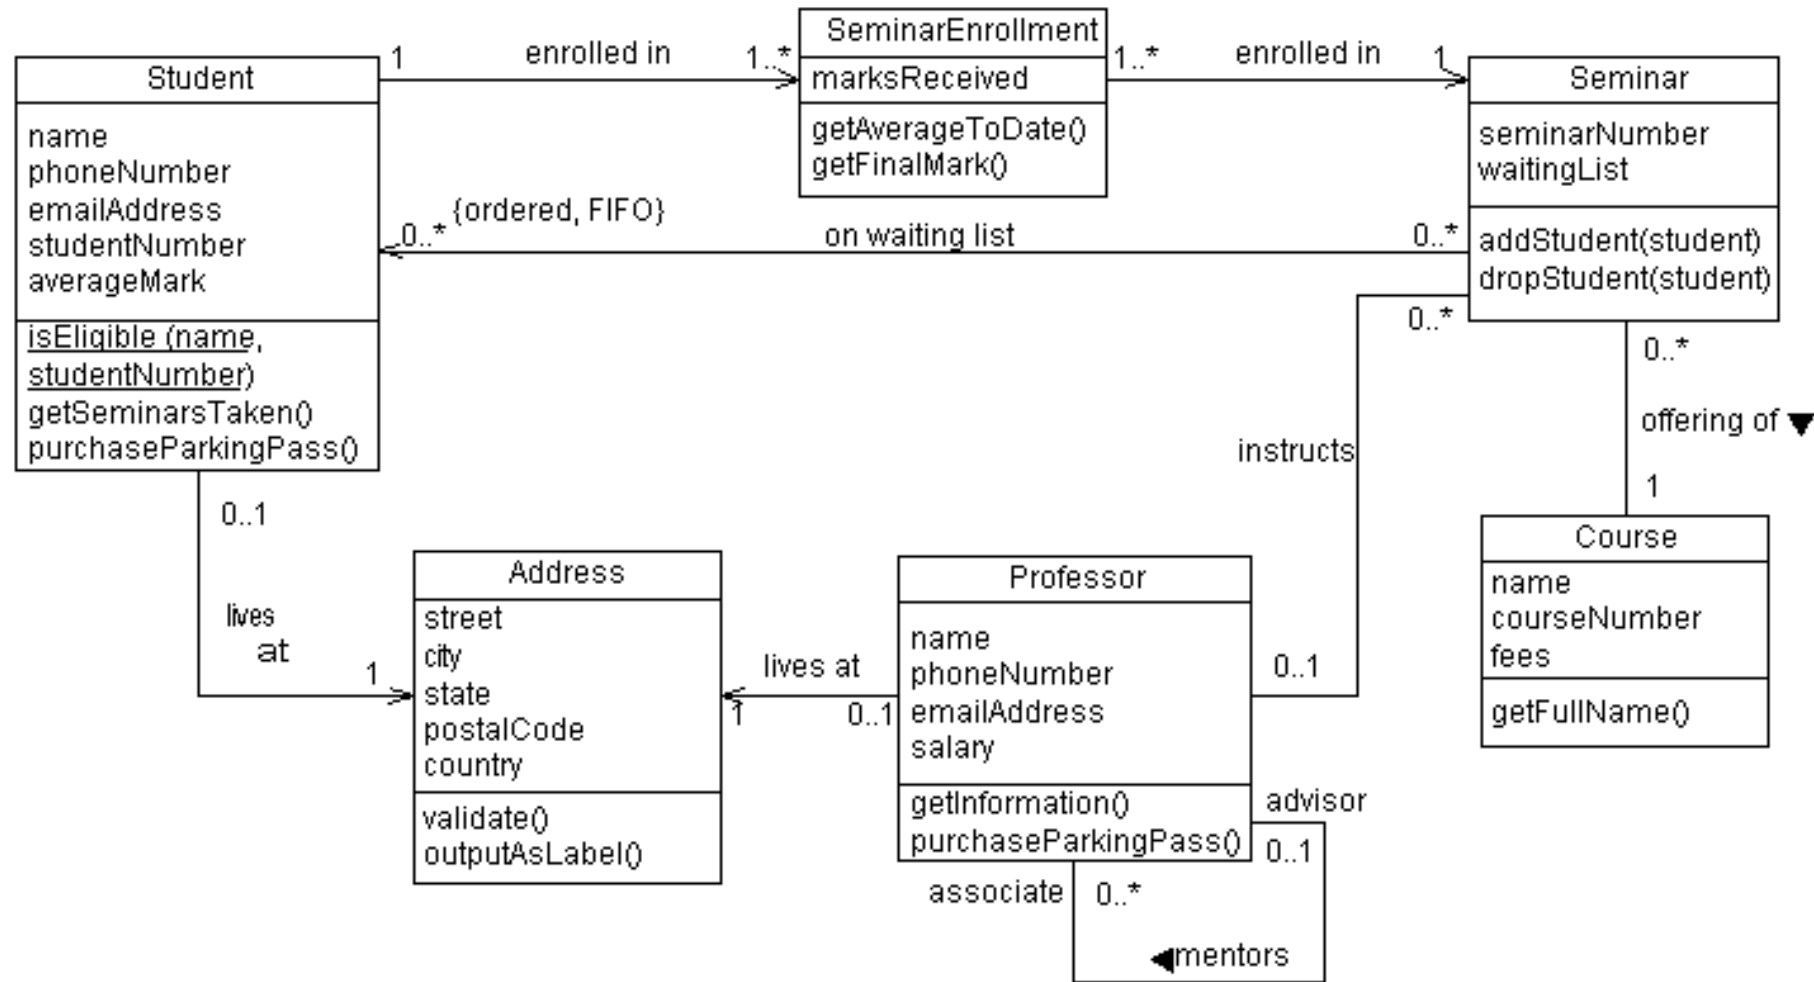 Student
name
phoneNumber
emailAddress
studentNumber
averageMark
isEligible (name,
studentNumber)
getSeminarsTaken()
purchaseParkingPass()
1
enrolled in
1..*
SeminarEnrollment
marksReceived
getAverageToDate()
getFinalMark()
1..*
enrolled in
1
Seminar
seminarNumber
waitingList
addStudent(student)
dropStudent(student)
0..*
{ordered, FIFO}
on waiting list
0..*
0..*
instructs
0..1
0..*
offering of
1
Course
name
courseNumber
fees
getFullName()
0..1
lives
at
1
Address
street
city
state
postalCode
country
validate()
outputAsLabel()
lives at
1
0..1
Professor
name
phoneNumber
emailAddress
salary
getInformation()
purchaseParkingPass()
advisor
0..1
associate
0..*
mentors